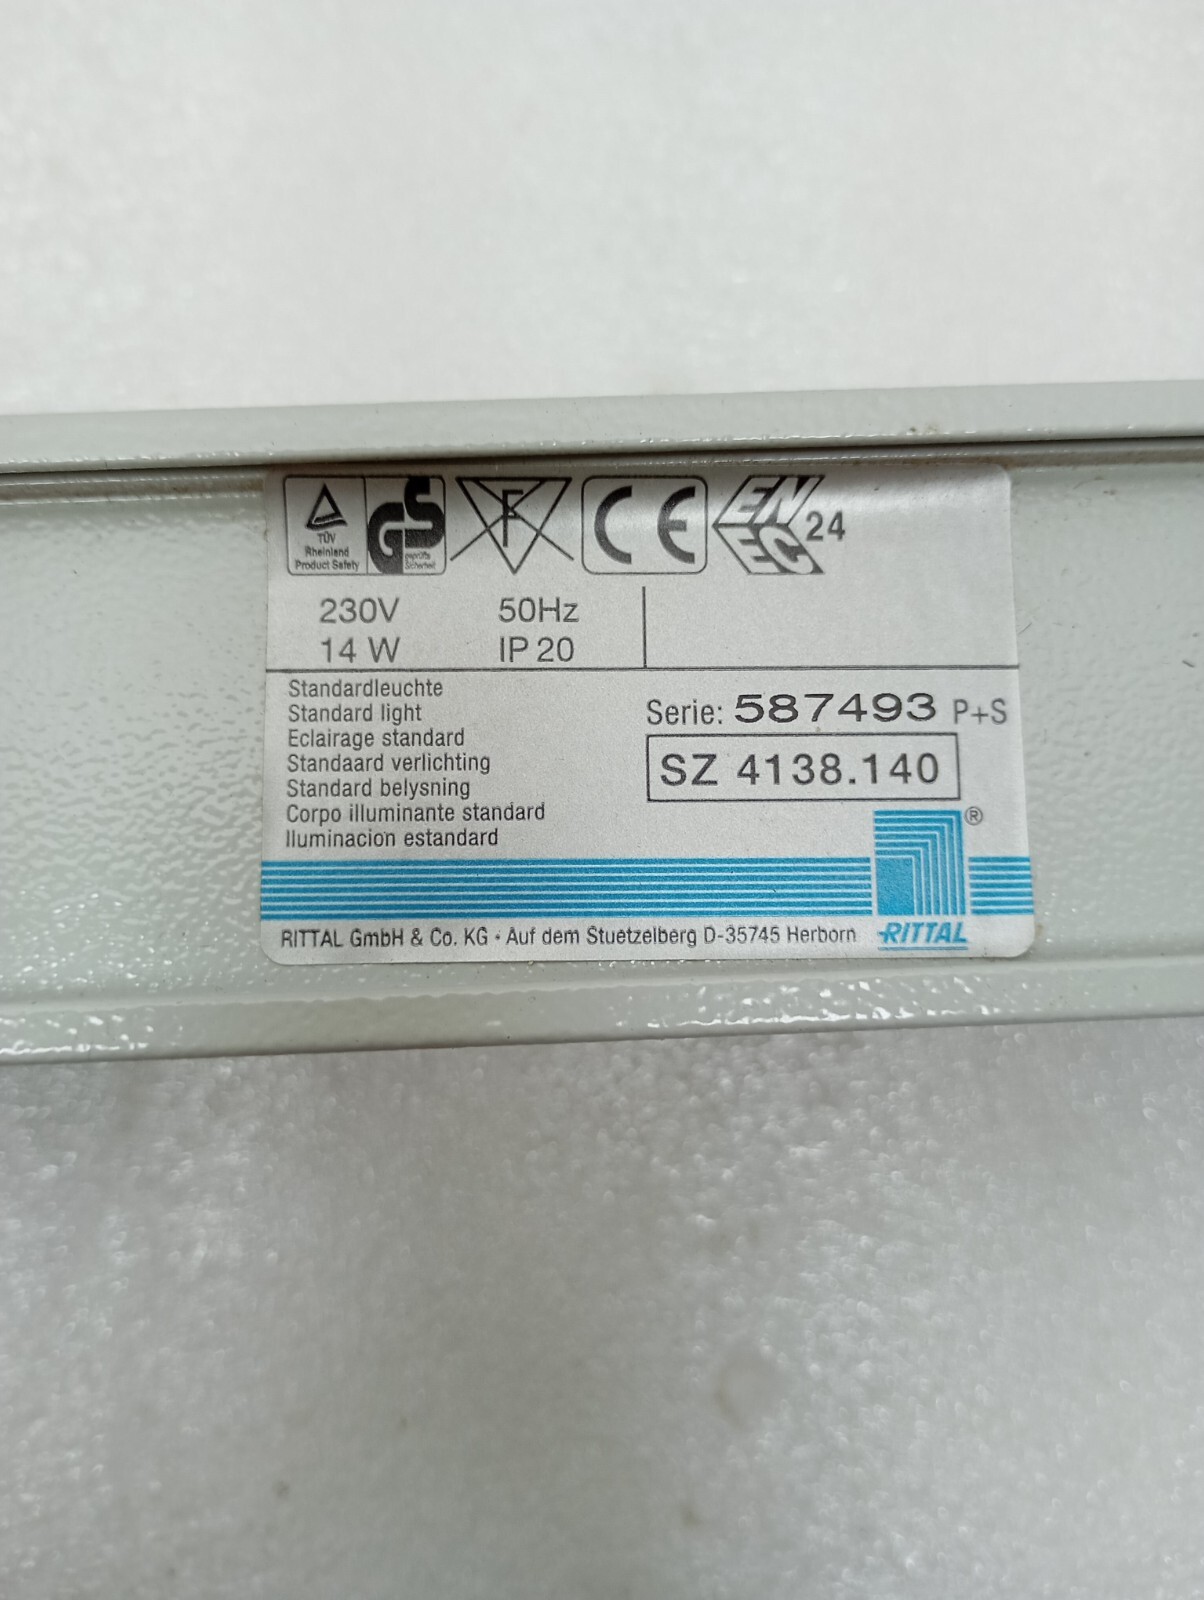 TÜV
Rheinland
Product Safety
GS
geprüfte
Sicherheit
F
CE
EN
EC
24
230V 50Hz
14 W IP 20
Standardleuchte
Standard light
Eclairage standard
Standaard verlichting
Standard belysning
Corpo illuminante standard
Iluminacion estandard
Serie: 587493 P+S
SZ 4138.140
®
RITTAL
RITTAL GmbH & Co. KG • Auf dem Stuetzelberg D-35745 Herborn